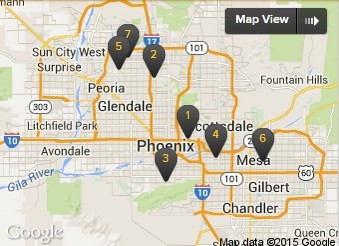 Map View
Sun City West
Surprise
Peoria
Glendale
Fountain Hills
Litchfield Park
Avondale
Phoenix
Scottsdale
Mesa
Gila River
Gilbert
Chandler
Queen Cr
101
17
303
10
10
101
60
101
87
7
5
2
1
4
6
3
Google
Map data ©2015 Google